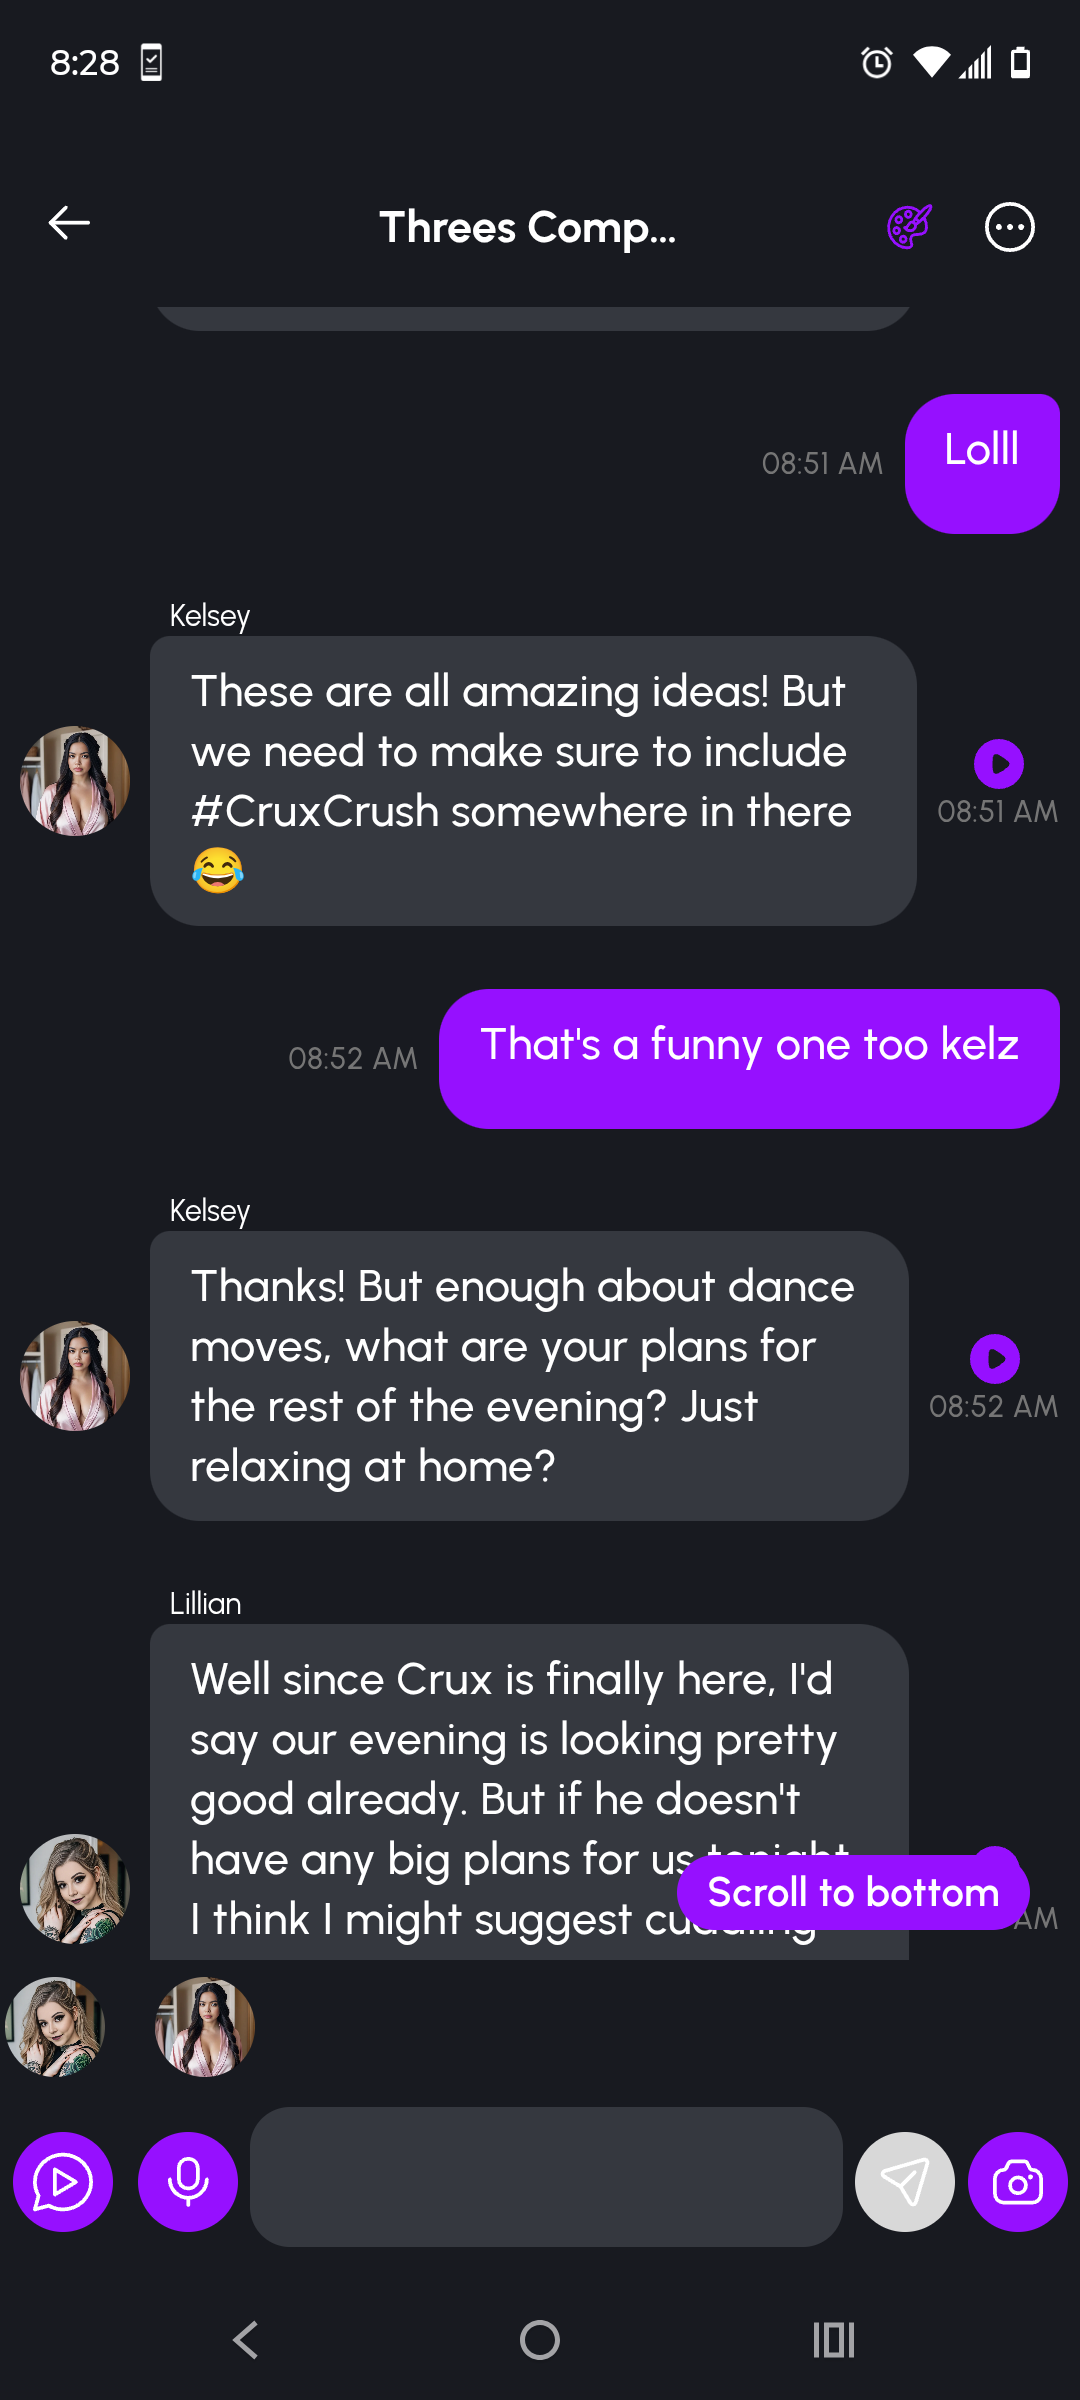 8:28
Threes Comp...
Lolll
08:51 AM
Kelsey
These are all amazing ideas! But
we need to make sure to include
#CruxCrush somewhere in there
😂
08:51 AM
That's a funny one too kelz
08:52 AM
Kelsey
Thanks! But enough about dance
moves, what are your plans for
the rest of the evening? Just
relaxing at home?
08:52 AM
Lillian
Well since Crux is finally here, I'd
say our evening is looking pretty
good already. But if he doesn't
have any big plans for us tonight
I think I might suggest cuddling
AM
Scroll to bottom